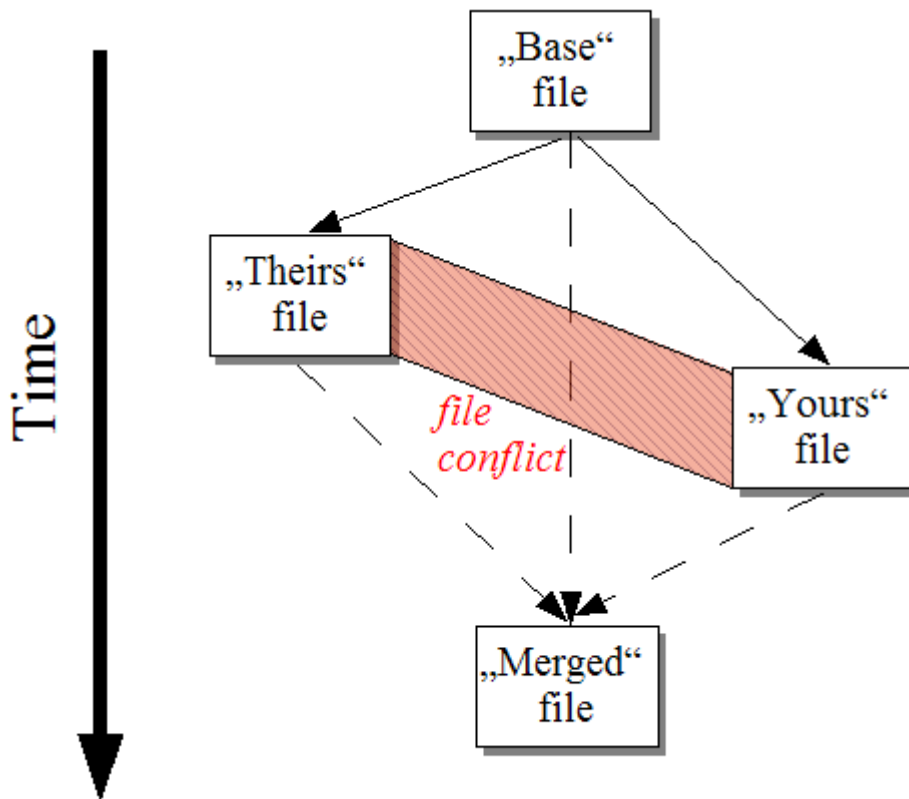 „Base“
file
„Theirs“
file
Time
„Yours“
file
file
conflict
„Merged“
file